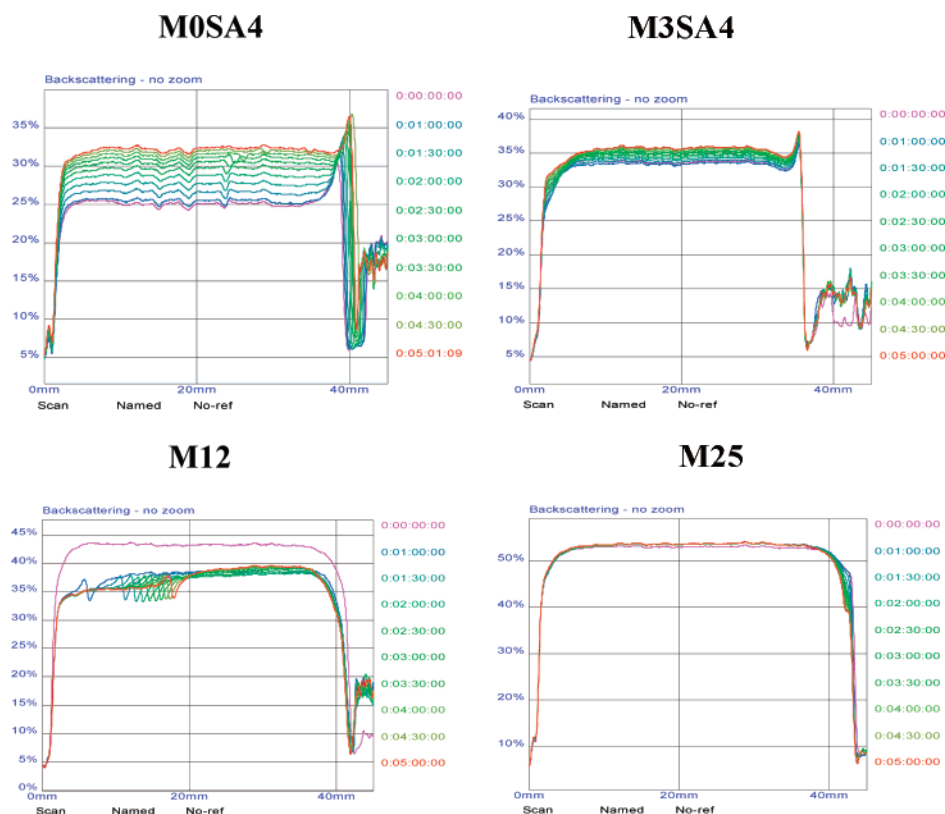 M0SA4
M3SA4
Backscattering - no zoom
35%
30%
25%
20%
15%
10%
5%
0mm
20mm
40mm
Scan Named No-ref
0:00:00:00
0:01:00:00
0:01:30:00
0:02:00:00
0:02:30:00
0:03:00:00
0:03:30:00
0:04:00:00
0:04:30:00
0:05:01:09
Backscattering - no zoom
40%
35%
30%
25%
20%
15%
10%
5%
0mm
20mm
40mm
Scan Named No-ref
0:00:00:00
0:01:00:00
0:01:30:00
0:02:00:00
0:02:30:00
0:03:00:00
0:03:30:00
0:04:00:00
0:04:30:00
0:05:00:00
M12
M25
Backscattering - no zoom
45%
40%
35%
30%
25%
20%
15%
10%
5%
0%
0mm
20mm
40mm
Scan Named No-ref
0:00:00:00
0:01:00:00
0:01:30:00
0:02:00:00
0:02:30:00
0:03:00:00
0:03:30:00
0:04:00:00
0:04:30:00
0:05:00:00
Backscattering - no zoom
50%
40%
30%
20%
10%
0mm
20mm
40mm
Scan Named No-ref
0:00:00:00
0:01:00:00
0:01:30:00
0:02:00:00
0:02:30:00
0:03:00:00
0:03:30:00
0:04:00:00
0:04:30:00
0:05:00:00